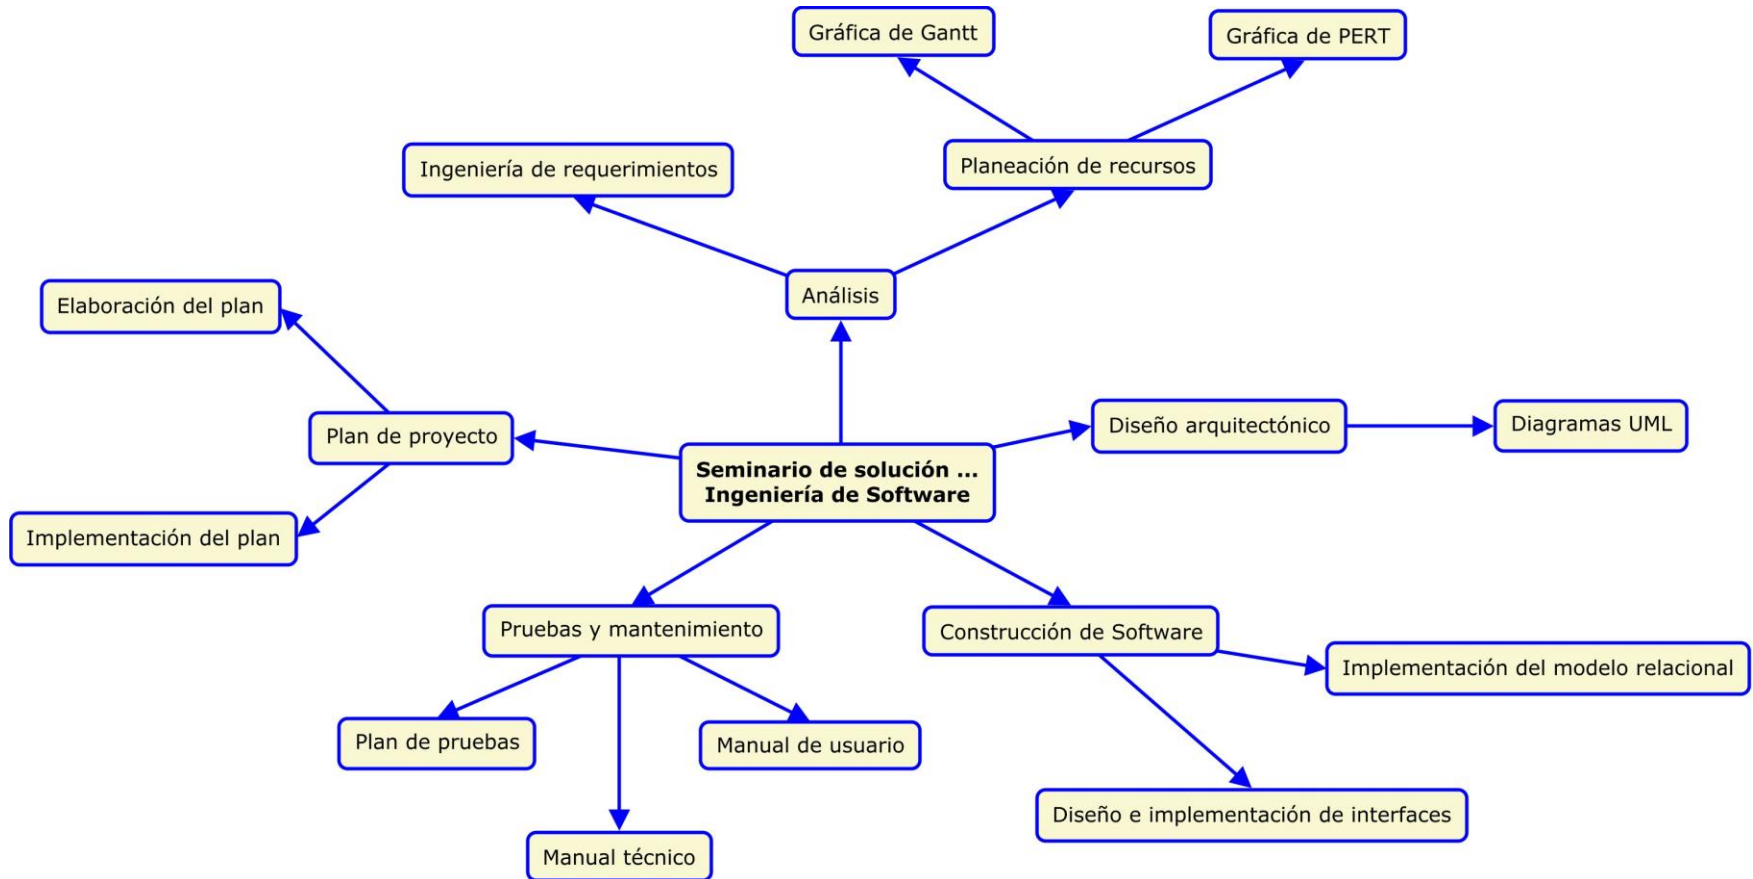 Gráfica de Gantt
Gráfica de PERT
Ingeniería de requerimientos
Planeación de recursos
Análisis
Elaboración del plan
Plan de proyecto
Diseño arquitectónico
Diagramas UML
Seminario de solución ...
Ingeniería de Software
Implementación del plan
Pruebas y mantenimiento
Construcción de Software
Implementación del modelo relacional
Plan de pruebas
Manual de usuario
Diseño e implementación de interfaces
Manual técnico